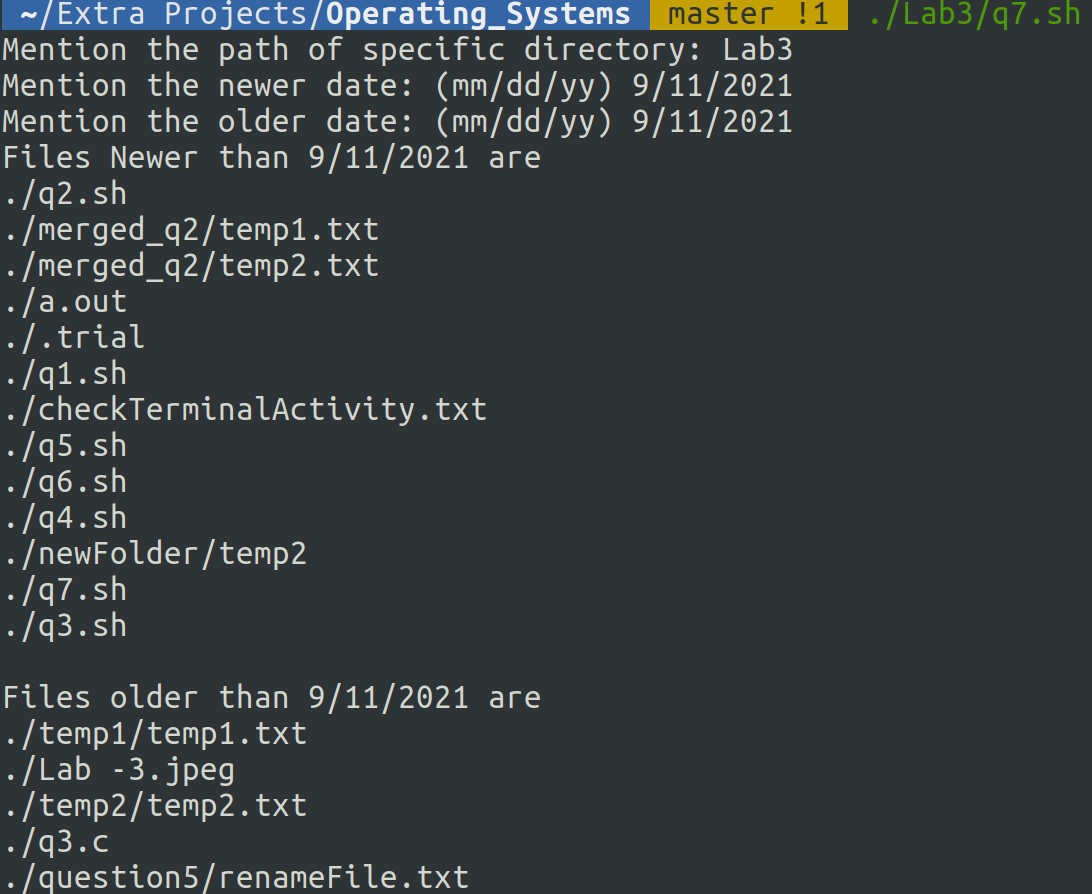 ~/Extra Projects/Operating_Systems master !1 ./Lab3/q7.sh
Mention the path of specific directory: Lab3
Mention the newer date: (mm/dd/yy) 9/11/2021
Mention the older date: (mm/dd/yy) 9/11/2021
Files Newer than 9/11/2021 are
./q2.sh
./merged_q2/temp1.txt
./merged_q2/temp2.txt
./a.out
./.trial
./q1.sh
./checkTerminalActivity.txt
./q5.sh
./q6.sh
./q4.sh
./newFolder/temp2
./q7.sh
./q3.sh
Files older than 9/11/2021 are
./temp1/temp1.txt
./Lab -3.jpeg
./temp2/temp2.txt
./q3.c
./question5/renameFile.txt